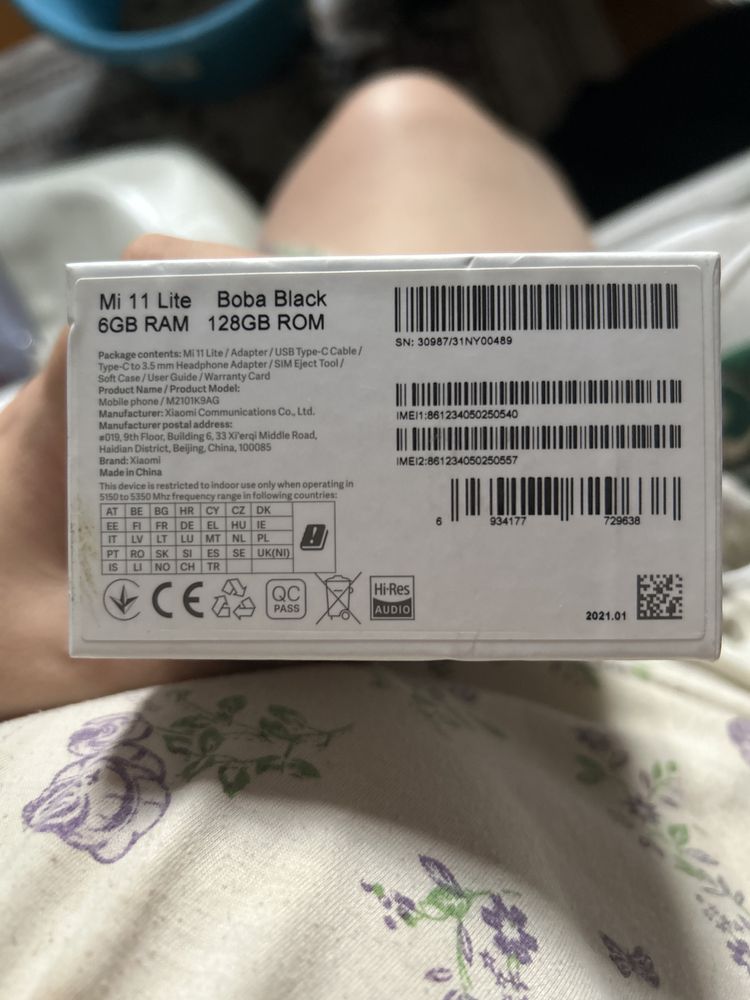 Mi 11 Lite Boba Black
6GB RAM 128GB ROM
Package contents: Mi 11 Lite / Adapter / USB Type-C Cable /
Type-C to 3.5 mm Headphone Adapter / SIM Eject Tool /
Soft Case / User Guide / Warranty Card
Product Name / Product Model:
Mobile phone / M2101K9AG
Manufacturer: Xiaomi Communications Co., Ltd.
Manufacturer postal address:
#019, 9th Floor, Building 6, 33 Xi'erqi Middle Road,
Haidian District, Beijing, China, 100085
Brand: Xiaomi
Made in China
This device is restricted to indoor use only when operating in
5150 to 5350 Mhz frequency range in following countries:
AT BE BG HR CY CZ DK
EE FI FR DE EL HU IE
IT LV LT LU MT NL PL
PT RO SK SI ES SE UK(NI)
IS LI NO CH TR
CE
QC
PASS
Hi-Res
AUDIO
SN: 30987/31NY00489
IMEI1:861234050250540
IMEI2:861234050250557
6 934177 729638
2021.01